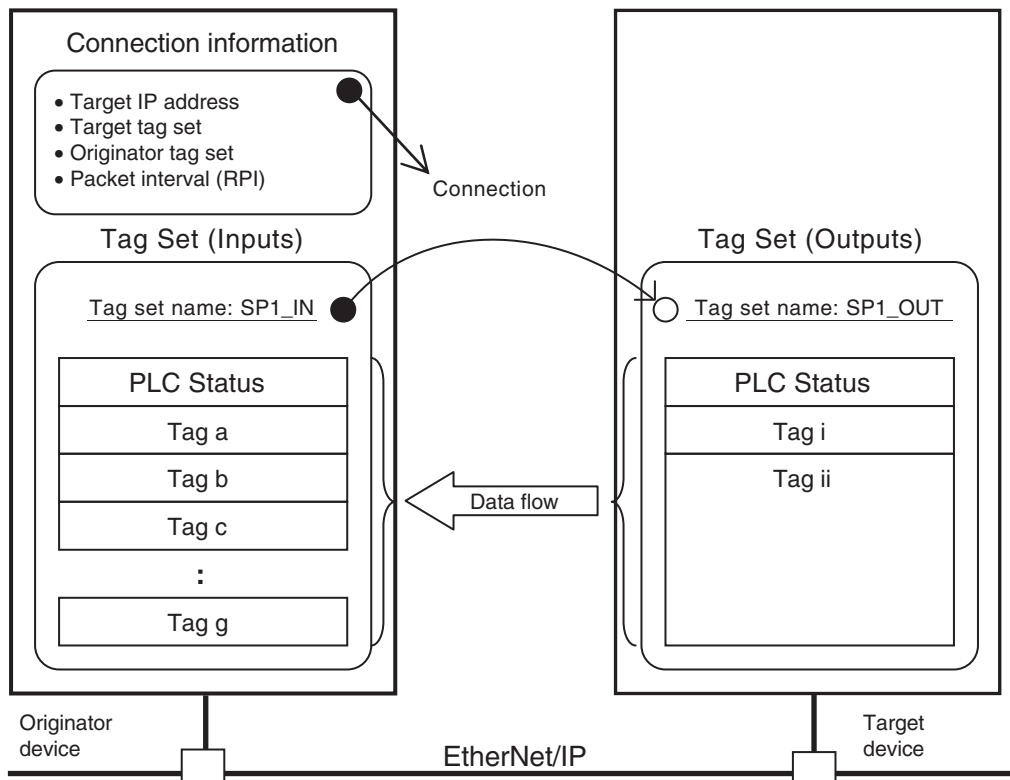 Connection information
• Target IP address
• Target tag set
• Originator tag set
• Packet interval (RPI)
Connection
Tag Set (Inputs)
Tag set name: SP1_IN
PLC Status
Tag a
Tag b
Tag c
:
Tag g
Data flow
Tag Set (Outputs)
Tag set name: SP1_OUT
PLC Status
Tag i
Tag ii
Originator
device
EtherNet/IP
Target
device